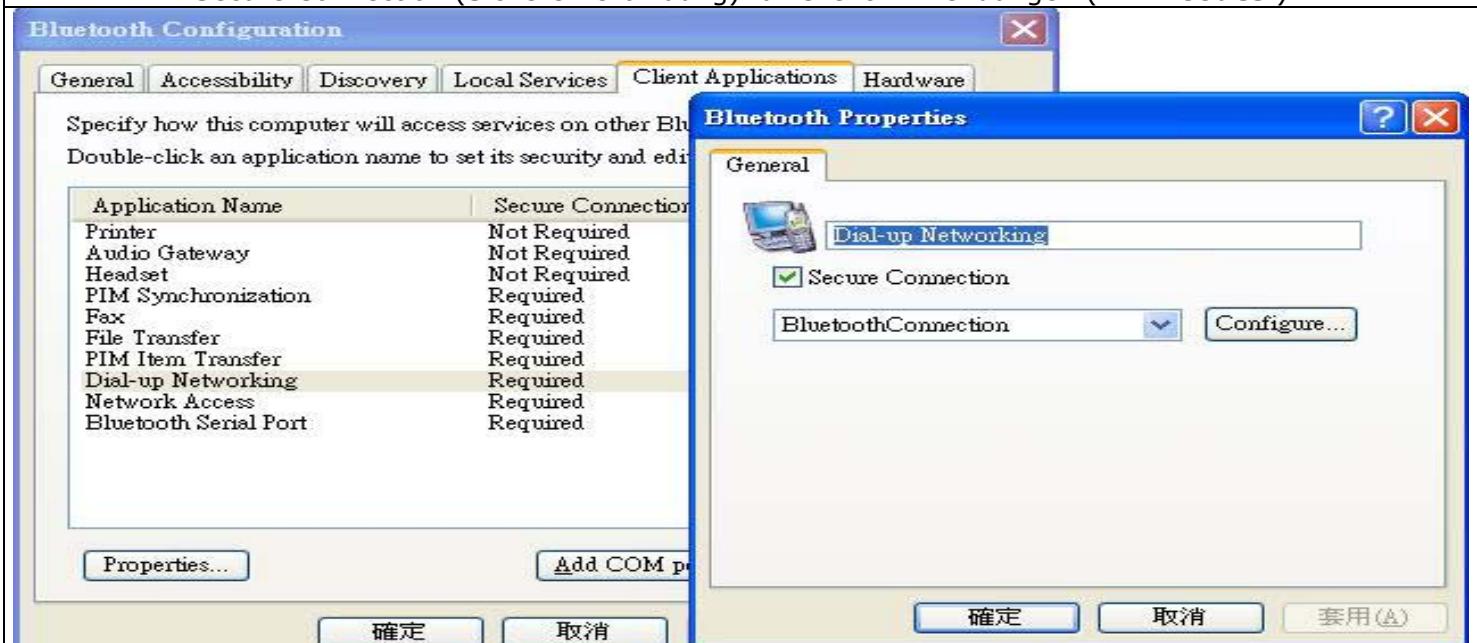 Bluetooth Configuration
General Accessibility Discovery Local Services Client Applications Hardware
Specify how this computer will access services on other
Double-click an application name to set its security and
Application Name Secure Connection
Printer Not Required
Audio Gateway Not Required
Headset Not Required
PIM Synchronization Required
Fax Required
File Transfer Required
PIM Item Transfer Required
Dial-up Networking Required
Network Access Required
Bluetooth Serial Port Required
Properties...
Add COM
確定 取消
Bluetooth Properties
General
Dial-up Networking
Secure Connection
BluetoothConnection Configure...
確定 取消 套用(A)